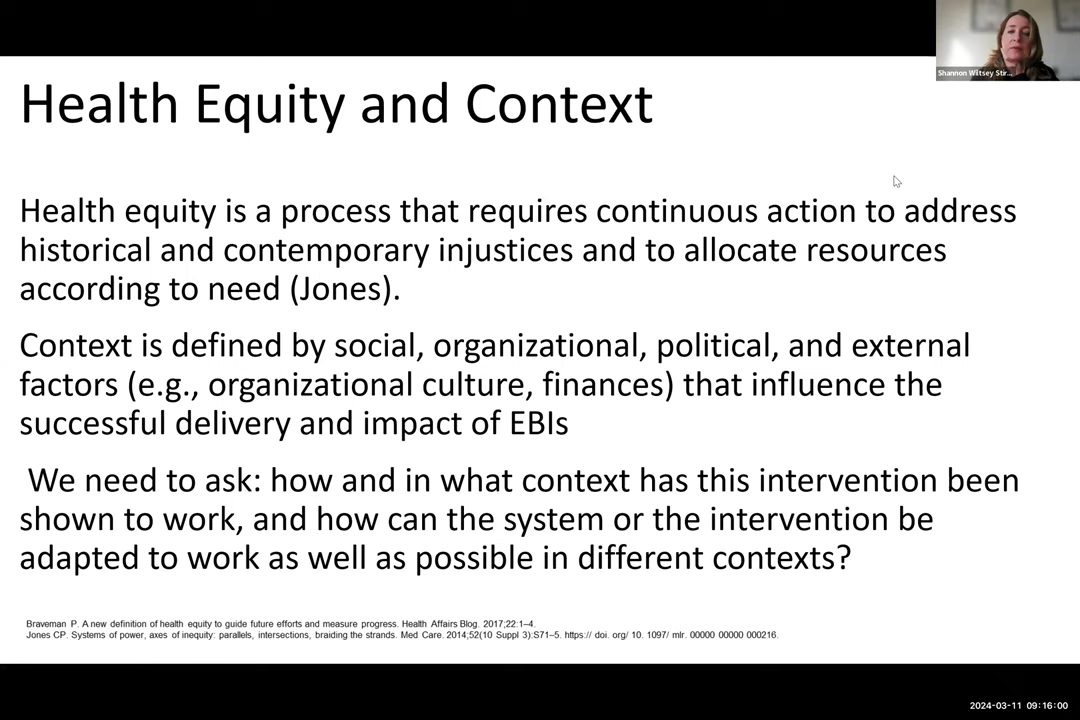 Shannon Wiltsey Stir...
Health Equity and Context
Health equity is a process that requires continuous action to address
historical and contemporary injustices and to allocate resources
according to need (Jones).
Context is defined by social, organizational, political, and external
factors (e.g., organizational culture, finances) that influence the
successful delivery and impact of EBIs
We need to ask: how and in what context has this intervention been
shown to work, and how can the system or the intervention be
adapted to work as well as possible in different contexts?
Braveman P. A new definition of health equity to guide future efforts and measure progress. Health Affairs Blog. 2017;22:1–4.
Jones CP. Systems of power, axes of inequity: parallels, intersections, braiding the strands. Med Care. 2014;52(10 Suppl 3):S71–5. https:// doi. org/ 10. 1097/ mlr. 00000 00000 000216.
2024-03-11 09:16:00